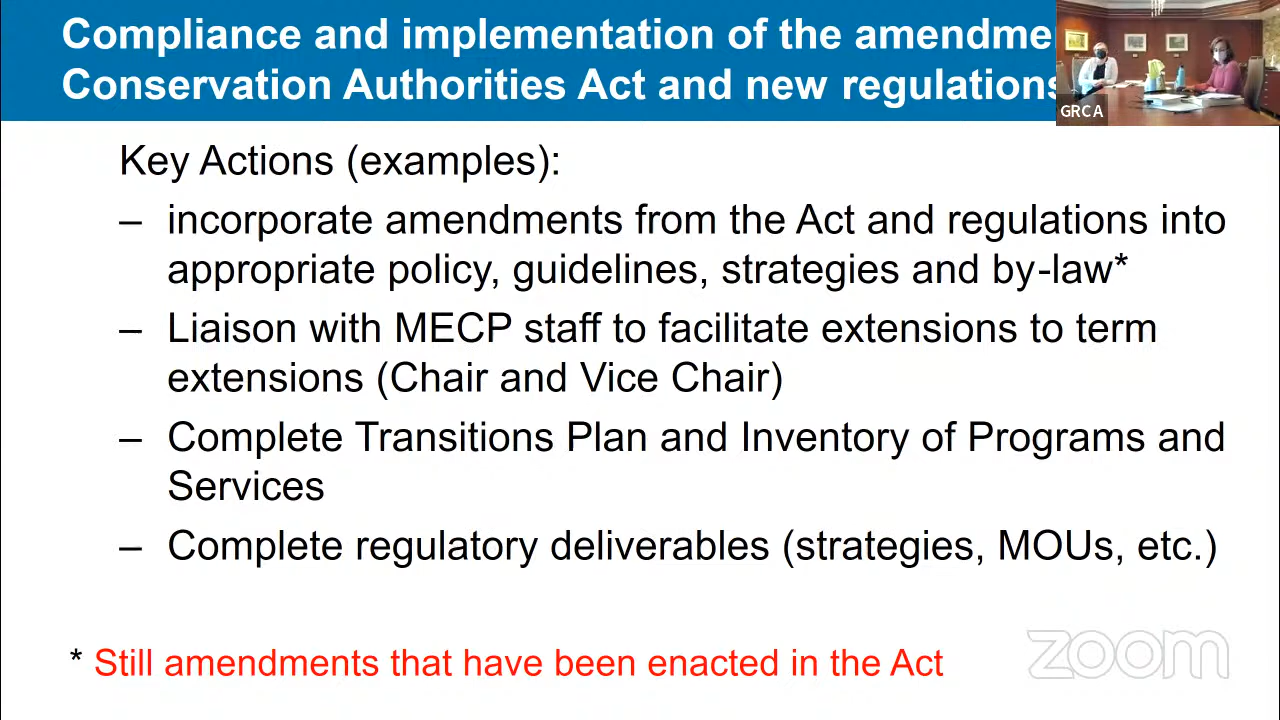 Compliance and implementation of the amendme
Conservation Authorities Act and new regulations
GRCA
Key Actions (examples):
– incorporate amendments from the Act and regulations into
appropriate policy, guidelines, strategies and by-law*
– Liaison with MECP staff to facilitate extensions to term
extensions (Chair and Vice Chair)
– Complete Transitions Plan and Inventory of Programs and
Services
– Complete regulatory deliverables (strategies, MOUs, etc.)
* Still amendments that have been enacted in the Act
zoom